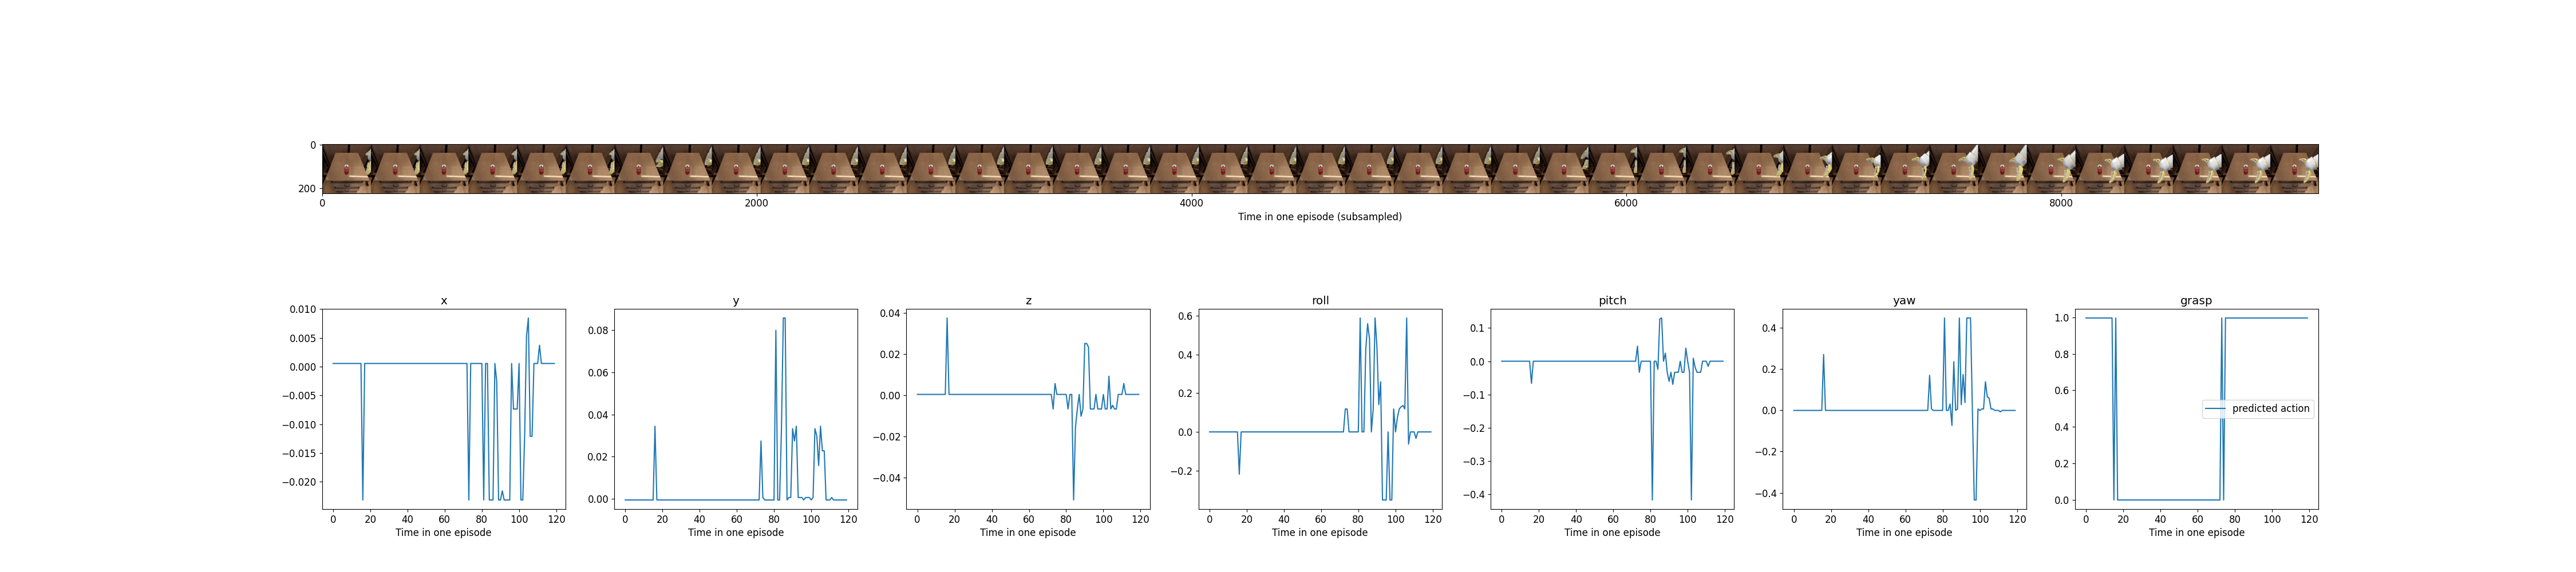 0
200
0 2000 4000 6000 8000
Time in one episode (subsampled)
x
0.010
0.005
0.000
−0.005
−0.010
−0.015
−0.020
0 20 40 60 80 100 120
Time in one episode
y
0.08
0.06
0.04
0.02
0.00
0 20 40 60 80 100 120
Time in one episode
z
0.04
0.02
0.00
−0.02
−0.04
0 20 40 60 80 100 120
Time in one episode
roll
0.6
0.4
0.2
0.0
−0.2
0 20 40 60 80 100 120
Time in one episode
pitch
0.1
0.0
−0.1
−0.2
−0.3
−0.4
0 20 40 60 80 100 120
Time in one episode
yaw
0.4
0.2
0.0
−0.2
−0.4
0 20 40 60 80 100 120
Time in one episode
grasp
1.0
0.8
0.6
0.4
0.2
0.0
predicted action
0 20 40 60 80 100 120
Time in one episode